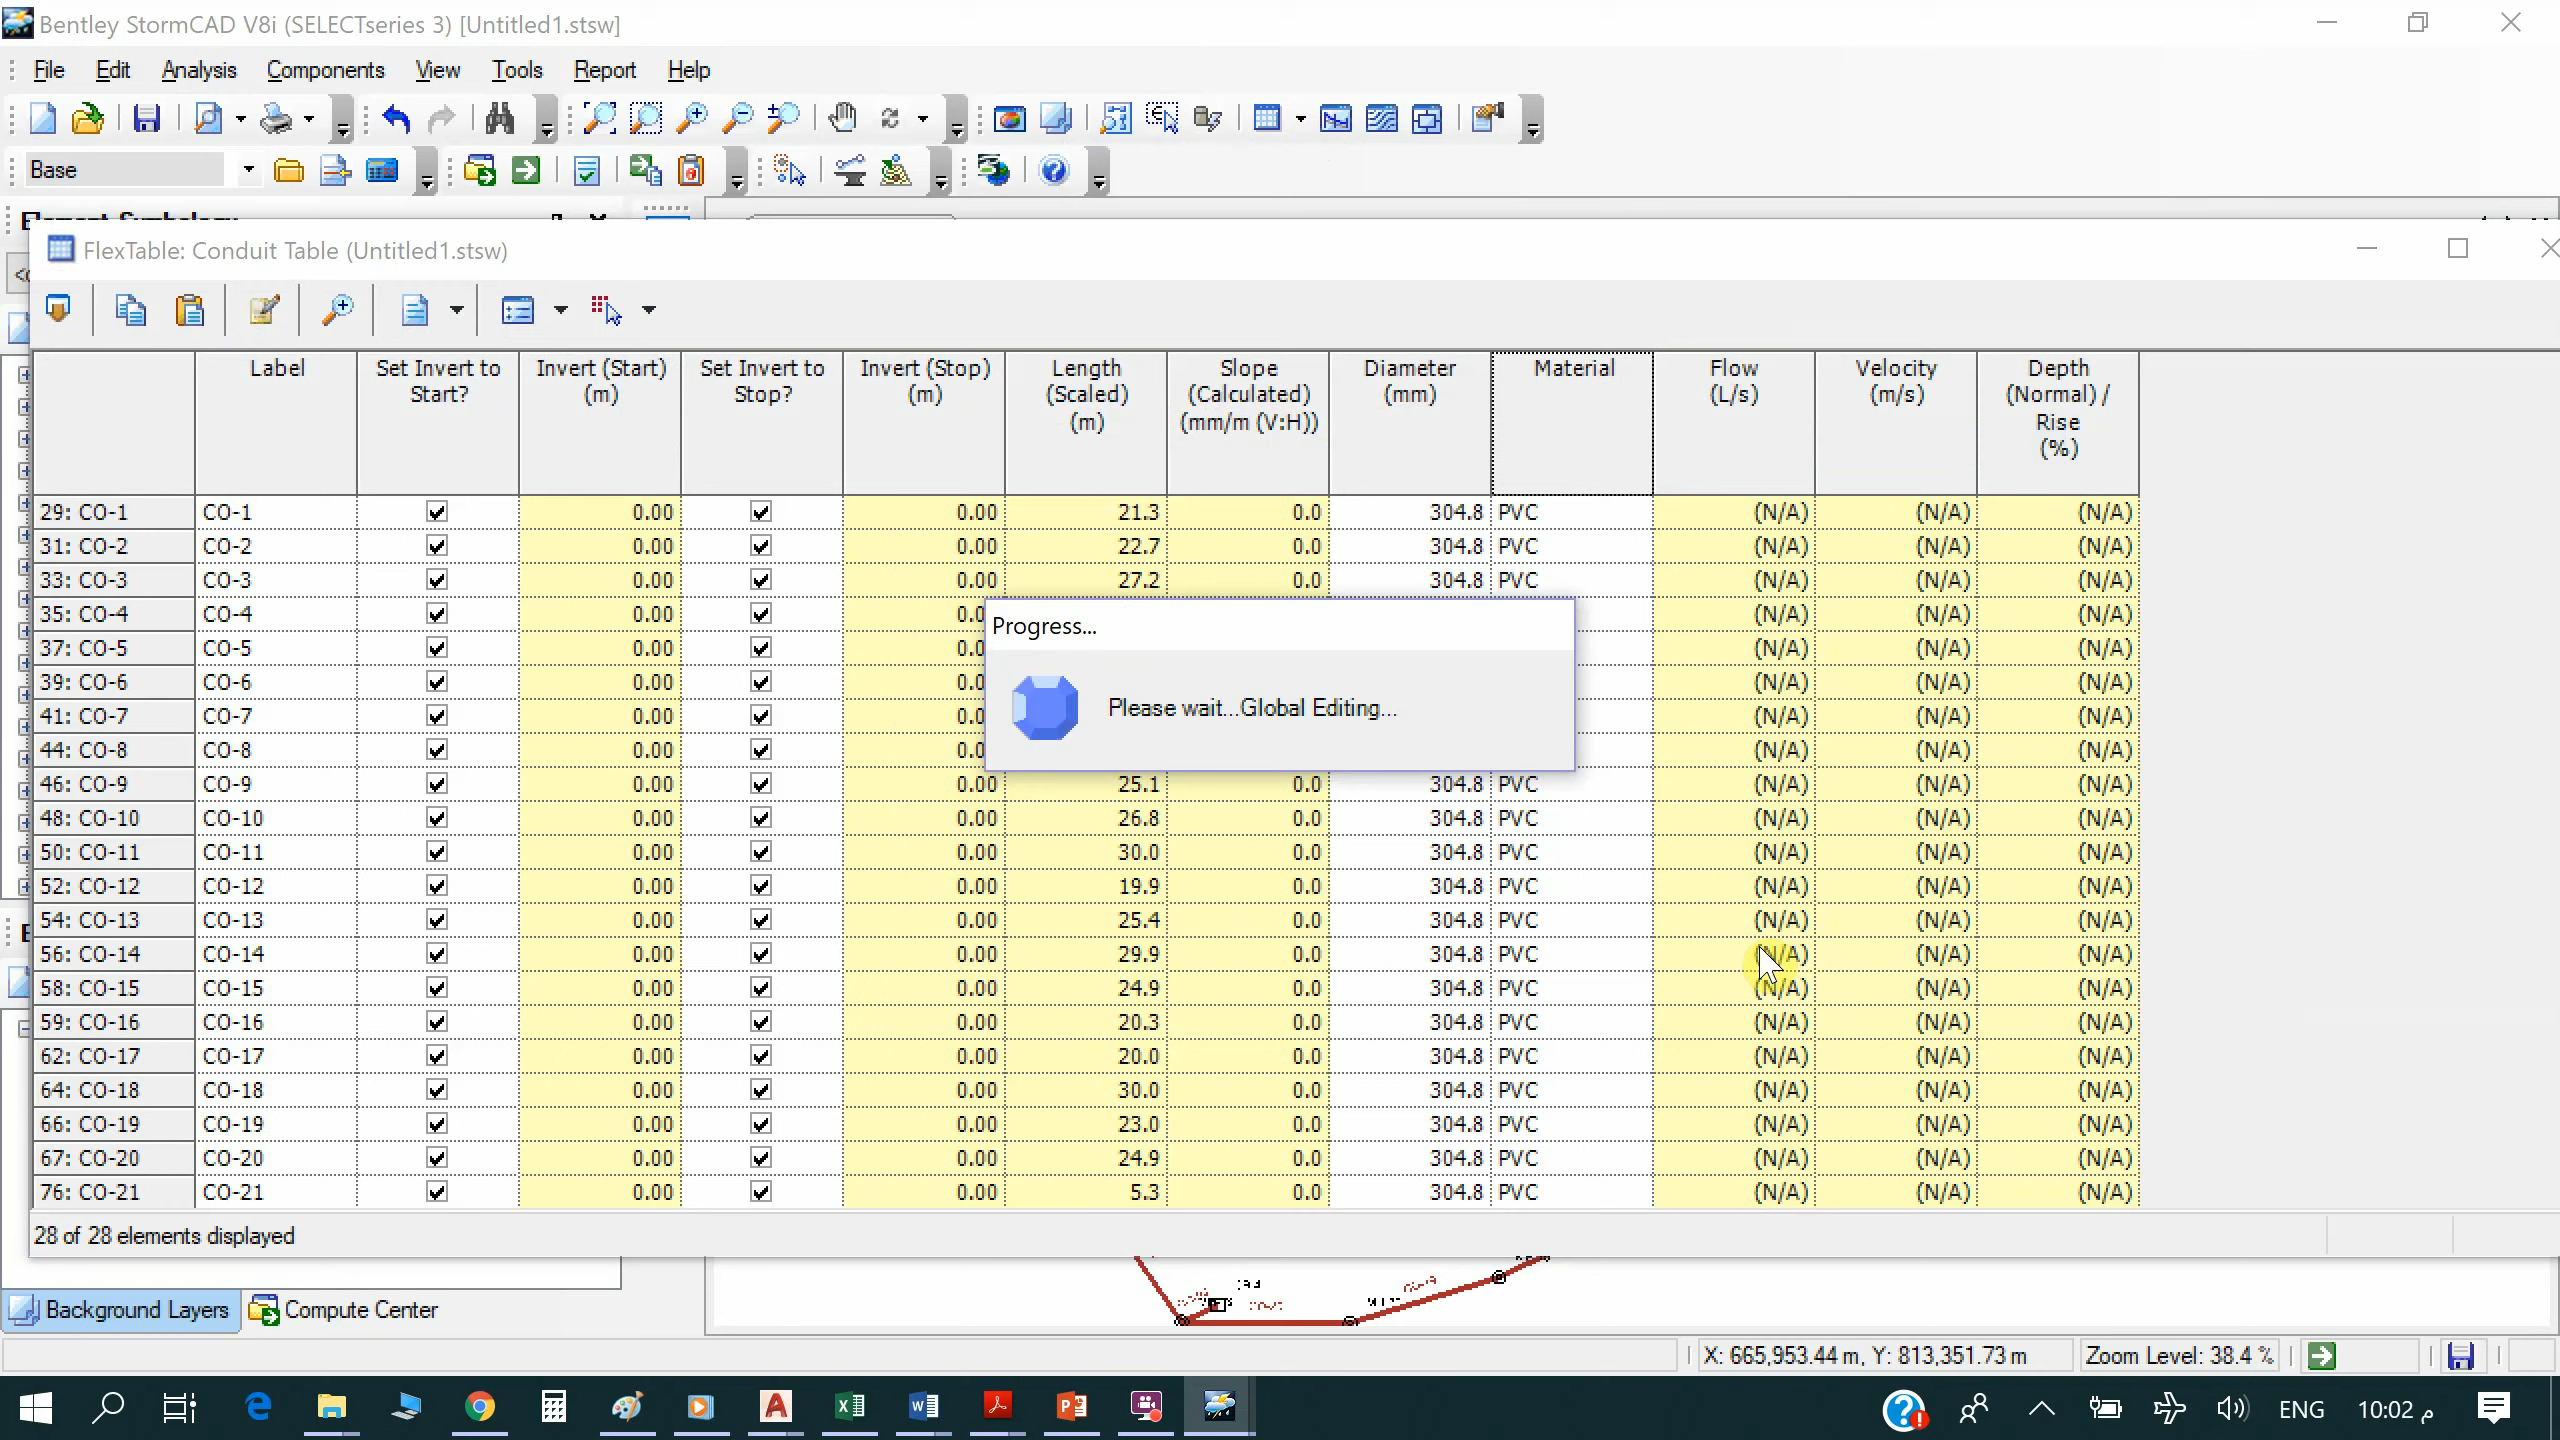 Bentley StormCAD V8i (SELECTseries 3) [Untitled1.stsw]
File Edit Analysis Components View Tools Report Help
Base
FlexTable: Conduit Table (Untitled1.stsw)
Label Set Invert to Start? Invert (Start) (m) Set Invert to Stop? Invert (Stop) (m) Length (Scaled) (m) Slope (Calculated) (mm/m (V:H)) Diameter (mm) Material Flow (L/s) Velocity (m/s) Depth (Normal) / Rise (%)
29: CO-1 CO-1 0.00 0.00 21.3 0.0 304.8 PVC (N/A) (N/A) (N/A)
31: CO-2 CO-2 0.00 0.00 22.7 0.0 304.8 PVC (N/A) (N/A) (N/A)
33: CO-3 CO-3 0.00 0.00 27.2 0.0 304.8 PVC (N/A) (N/A) (N/A)
35: CO-4 CO-4 0.00 (N/A) (N/A) (N/A)
37: CO-5 CO-5 0.00 (N/A) (N/A) (N/A)
39: CO-6 CO-6 0.00 (N/A) (N/A) (N/A)
41: CO-7 CO-7 0.00 (N/A) (N/A) (N/A)
44: CO-8 CO-8 0.00 (N/A) (N/A) (N/A)
Progress...
Please wait...Global Editing...
46: CO-9 CO-9 0.00 0.00 25.1 0.0 304.8 PVC (N/A) (N/A) (N/A)
48: CO-10 CO-10 0.00 0.00 26.8 0.0 304.8 PVC (N/A) (N/A) (N/A)
50: CO-11 CO-11 0.00 0.00 30.0 0.0 304.8 PVC (N/A) (N/A) (N/A)
52: CO-12 CO-12 0.00 0.00 19.9 0.0 304.8 PVC (N/A) (N/A) (N/A)
54: CO-13 CO-13 0.00 0.00 25.4 0.0 304.8 PVC (N/A) (N/A) (N/A)
56: CO-14 CO-14 0.00 0.00 29.9 0.0 304.8 PVC (N/A) (N/A) (N/A)
58: CO-15 CO-15 0.00 0.00 24.9 0.0 304.8 PVC (N/A) (N/A) (N/A)
59: CO-16 CO-16 0.00 0.00 20.3 0.0 304.8 PVC (N/A) (N/A) (N/A)
62: CO-17 CO-17 0.00 0.00 20.0 0.0 304.8 PVC (N/A) (N/A) (N/A)
64: CO-18 CO-18 0.00 0.00 30.0 0.0 304.8 PVC (N/A) (N/A) (N/A)
66: CO-19 CO-19 0.00 0.00 23.0 0.0 304.8 PVC (N/A) (N/A) (N/A)
67: CO-20 CO-20 0.00 0.00 24.9 0.0 304.8 PVC (N/A) (N/A) (N/A)
76: CO-21 CO-21 0.00 0.00 5.3 0.0 304.8 PVC (N/A) (N/A) (N/A)
28 of 28 elements displayed
Background Layers Compute Center
X: 665,953.44 m, Y: 813,351.73 m Zoom Level: 38.4 %
ENG 10:02 م